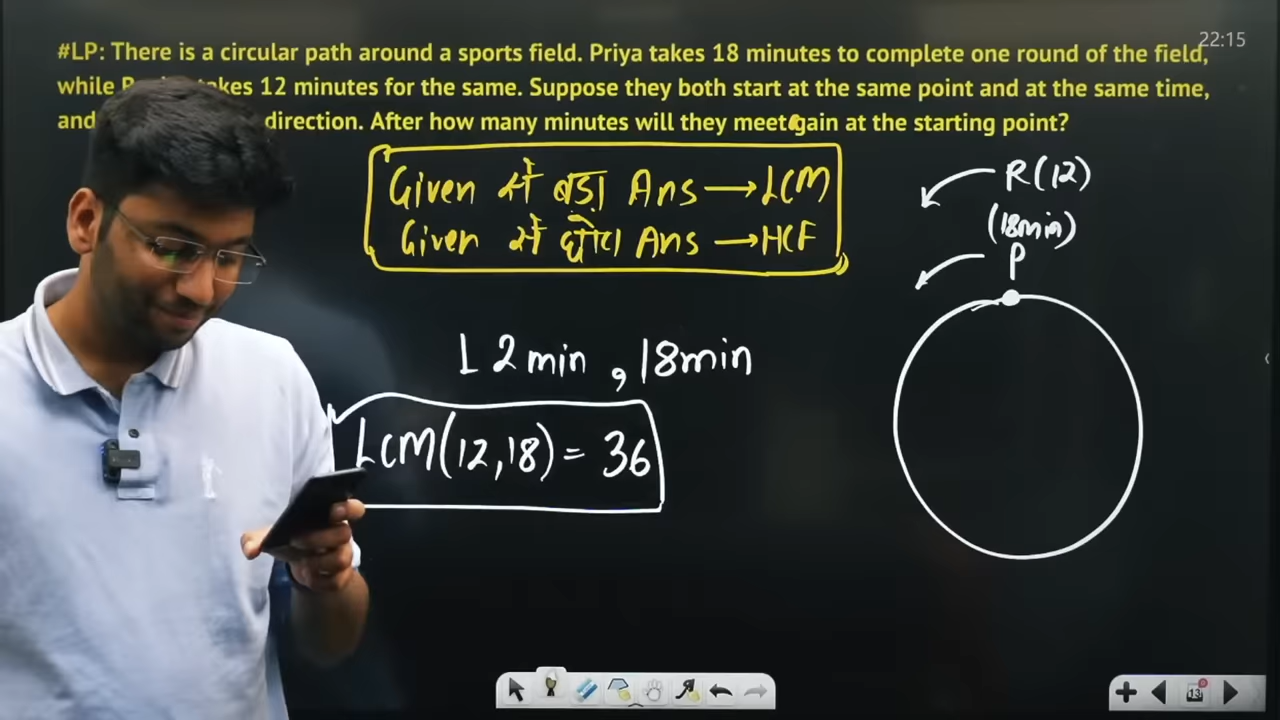 22:15
#LP: There is a circular path around a sports field. Priya takes 18 minutes to complete one round of the field,
while takes 12 minutes for the same. Suppose they both start at the same point and at the same time,
and direction. After how many minutes will they meet again at the starting point?
Given से बड़ा Ans → LCM
Given से छोटा Ans → HCF
R(12)
(18min)
P
12min , 18min
LCM(12,18) = 36
13